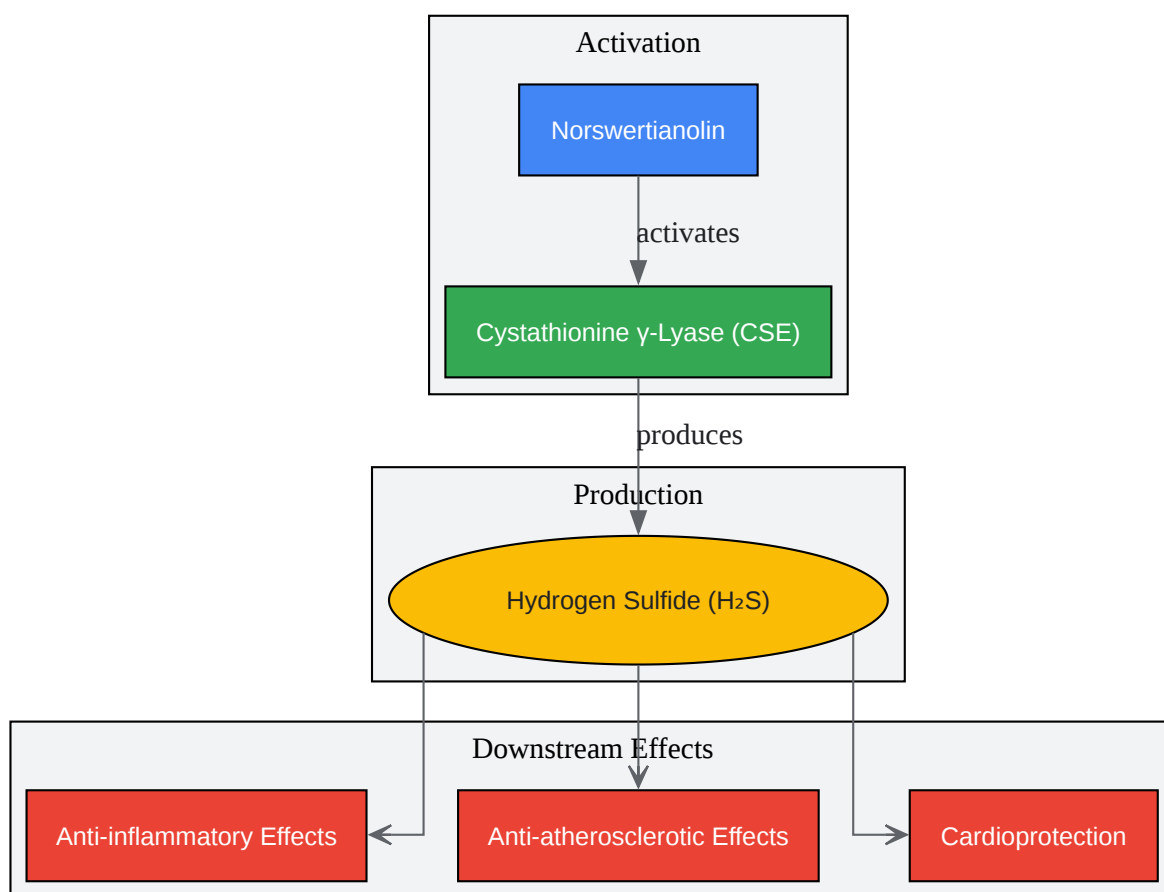 Activation
Norswertianolin
activates
Cystathionine γ-Lyase (CSE)
produces
Production
Hydrogen Sulfide (H₂S)
Downstream Effects
Anti-inflammatory Effects
Anti-atherosclerotic Effects
Cardioprotection